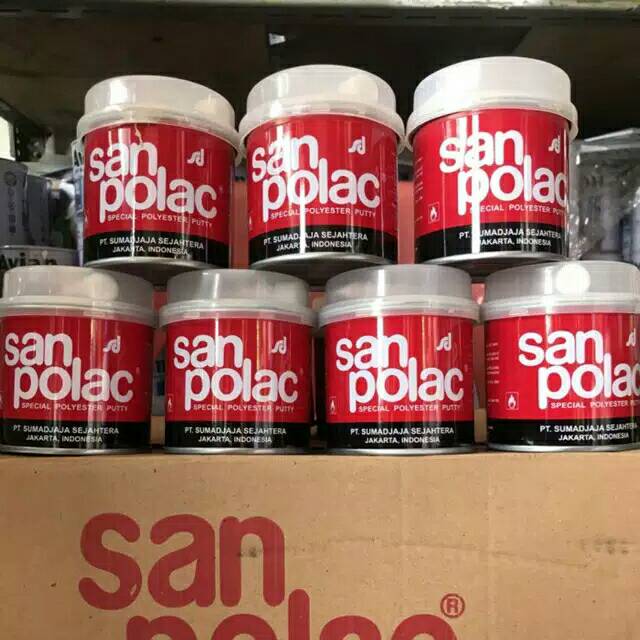 san
polac
SPECIAL POLYESTER PUTTY
PT. SUMADJAJA SEJAHTERA
JAKARTA, INDONESIA
san
polac
SPECIAL POLYESTER PUTTY
PT. SUMADJAJA SEJAHTERA
JAKARTA, INDONESIA
san
polac
SPECIAL POLYESTER PUTTY
PT. SUMADJAJA SEJAHTERA
JAKARTA, INDONESIA
Avian
san
polac®
SPECIAL POLYESTER PUTTY
PT. SUMADJAJA SEJAHTERA
JAKARTA, INDONESIA
san
polac®
SPECIAL POLYESTER PUTTY
PT. SUMADJAJA SEJAHTERA
JAKARTA, INDONESIA
san
polac®
SPECIAL POLYESTER PUTTY
PT. SUMADJAJA SEJAHTERA
JAKARTA, INDONESIA
san
polac
SPECIAL POLYESTER PUTTY
PT. SUMADJAJA SEJAHTERA
JAKARTA, INDONESIA
san
polac®